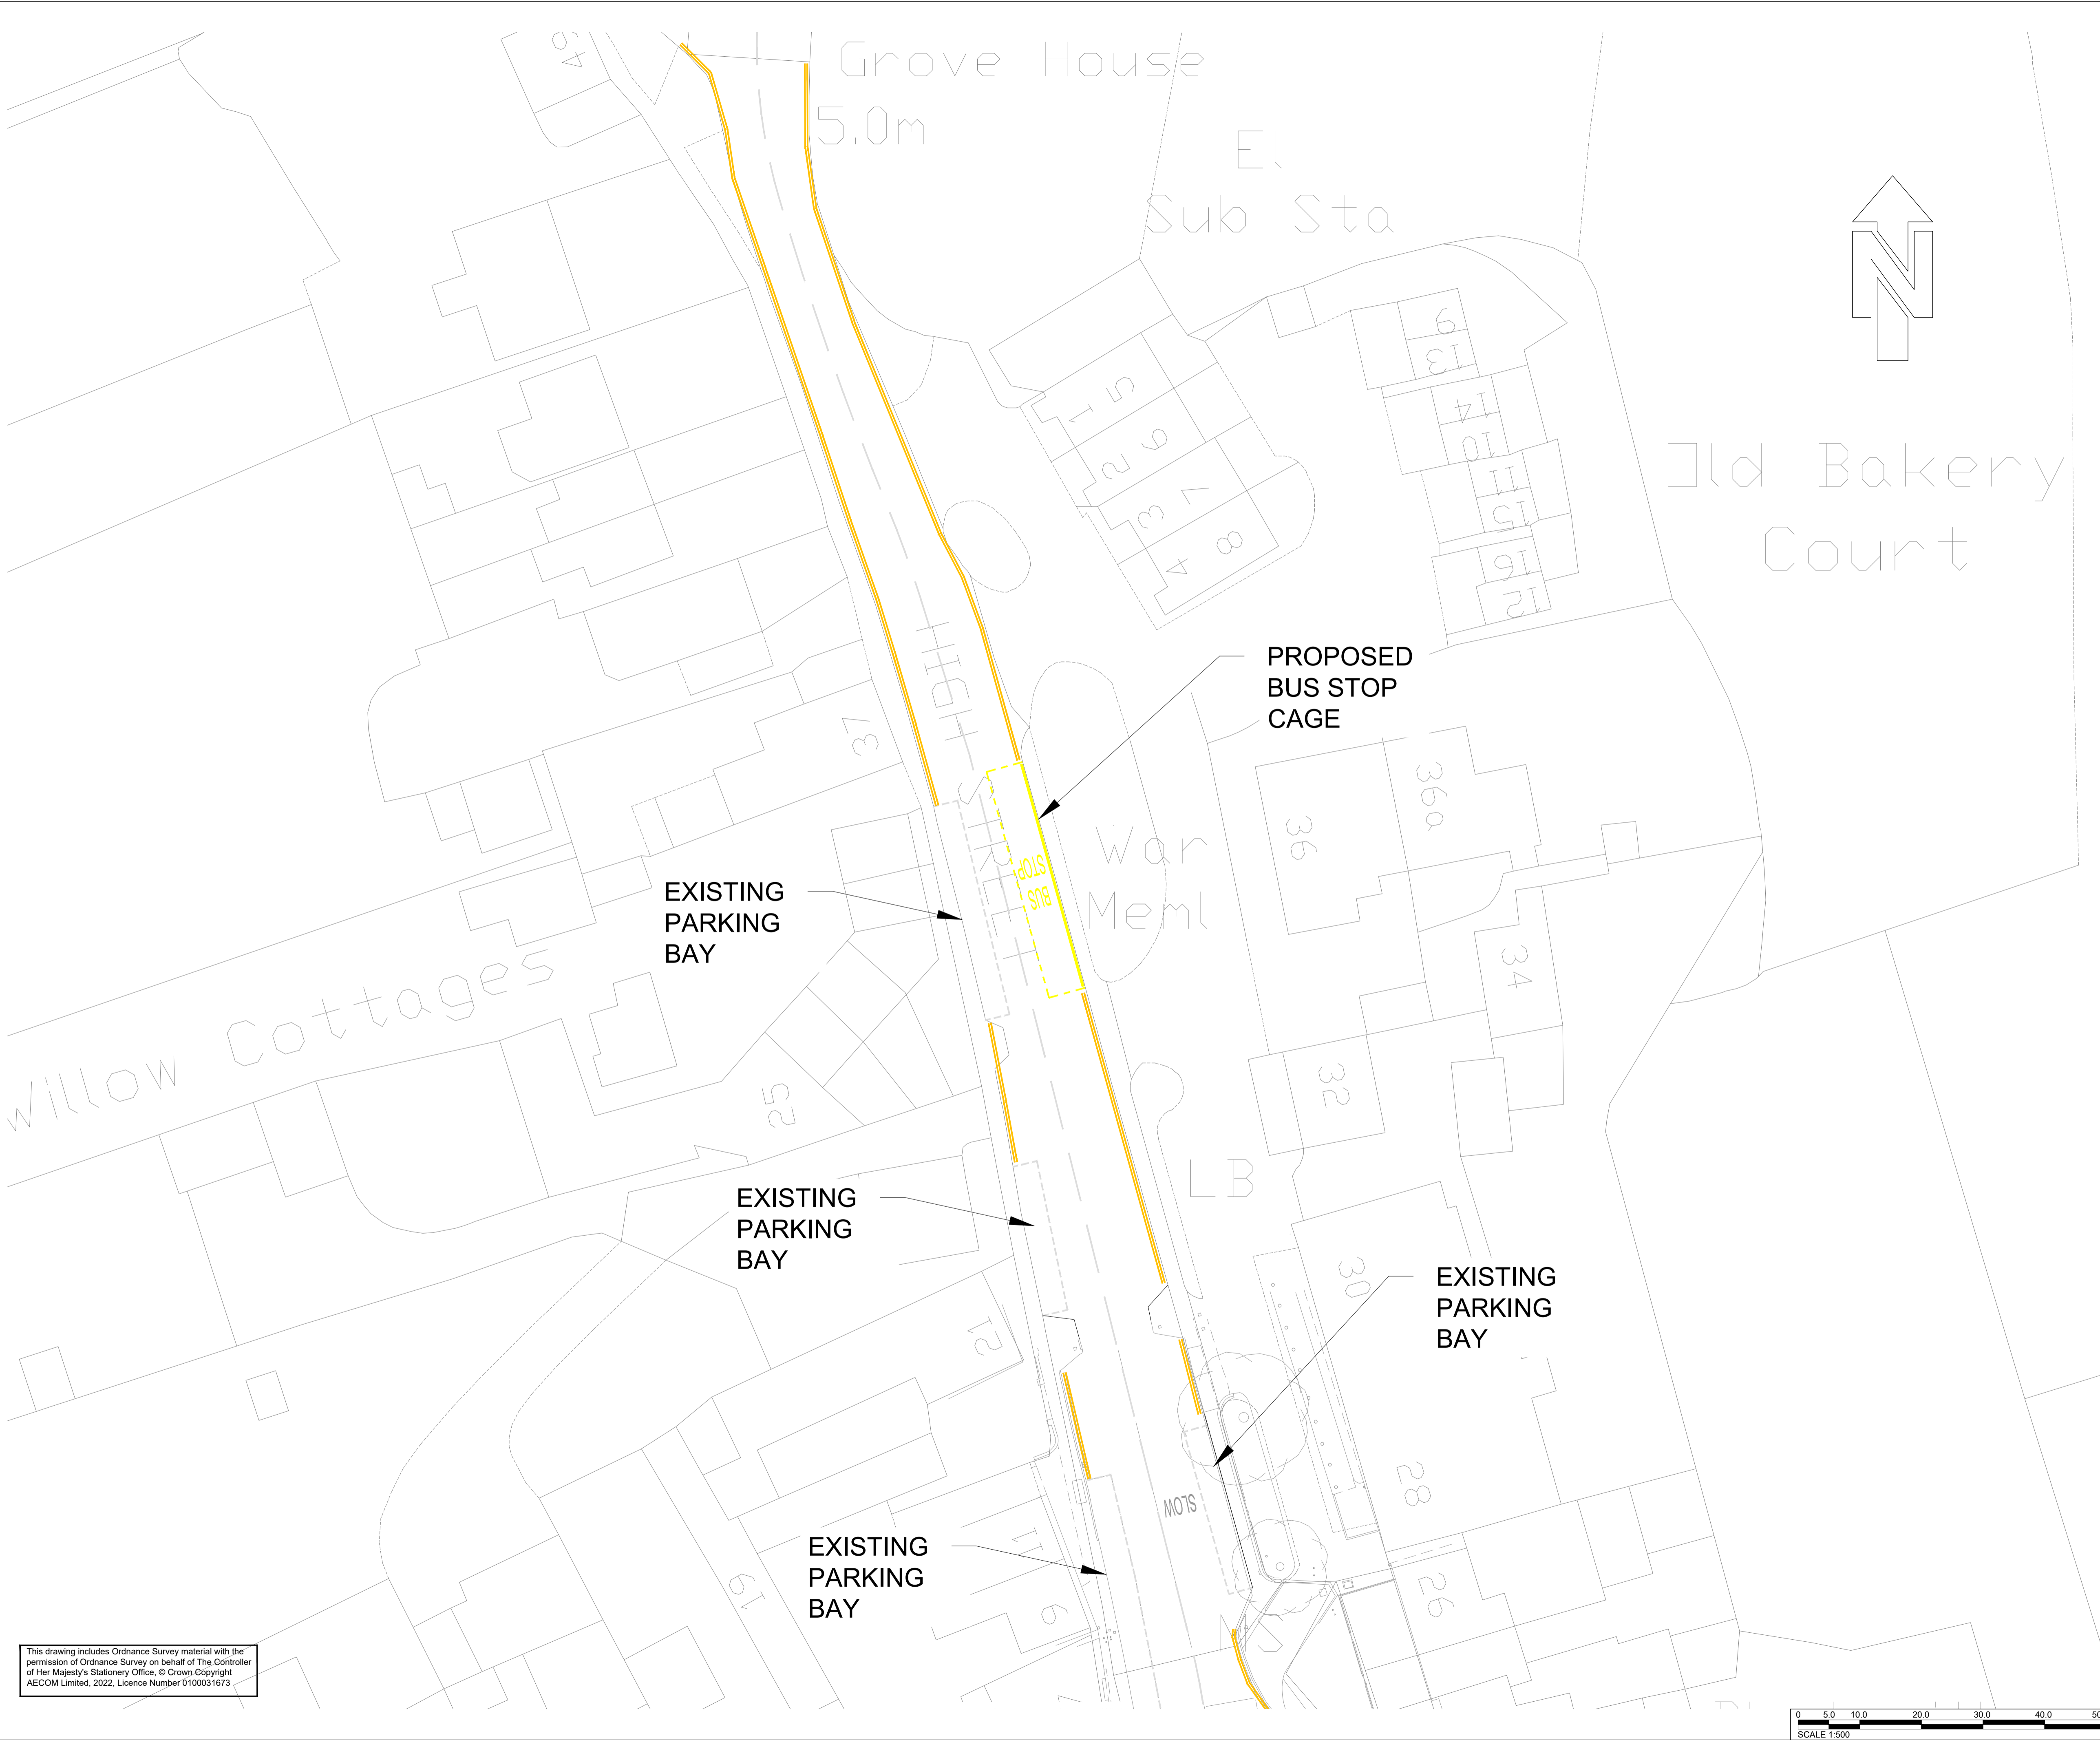 Grove House
5.0m
El
Sub Sta
N
Old Bakery
Court
5
1
6
2
7
3
8
4
9
13
14
10
11
15
16
12
HIGH
STREET
PROPOSED
BUS STOP
CAGE
37
BUS
STOP
War
Meml
36
36a
34
EXISTING
PARKING
BAY
Willow Cottages
25
32
LB
EXISTING
PARKING
BAY
30
EXISTING
PARKING
BAY
21
28
SLOW
EXISTING
PARKING
BAY
11
19
9
26
This drawing includes Ordnance Survey material with the
permission of Ordnance Survey on behalf of The Controller
of Her Majesty's Stationery Office, © Crown Copyright
AECOM Limited, 2022, Licence Number 0100031673
0 5.0 10.0 20.0 30.0 40.0
SCALE 1:500